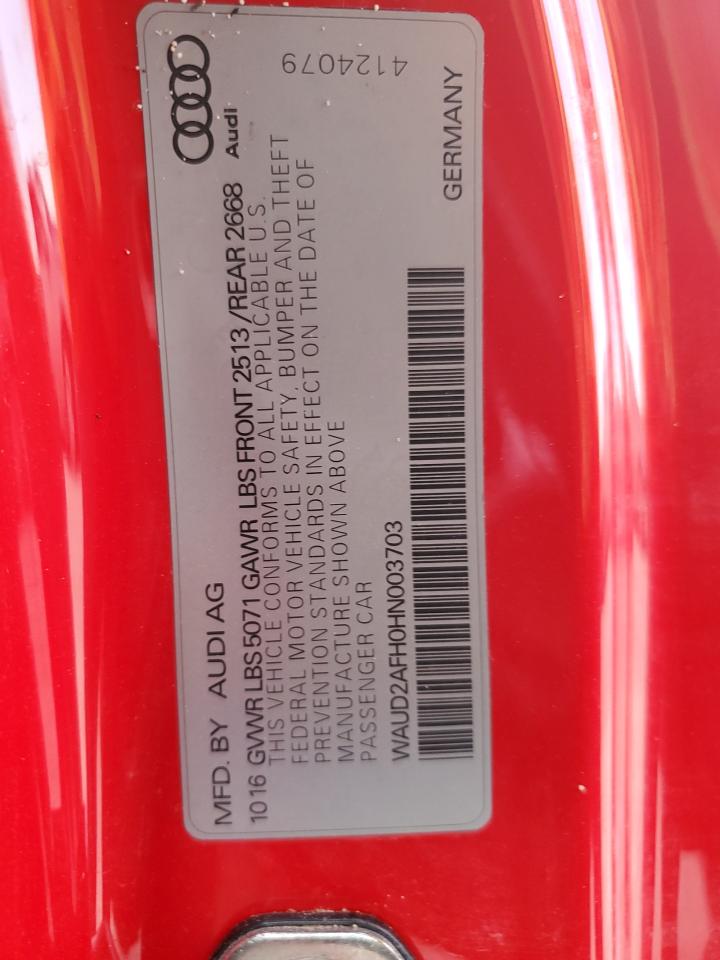 MFD. BY AUDI AG
Audi
1016 GVWR LBS 5071 GAWR LBS FRONT 2513/REAR 2668
THIS VEHICLE CONFORMS TO ALL APPLICABLE U.S.
FEDERAL MOTOR VEHICLE SAFETY, BUMPER AND THEFT
PREVENTION STANDARDS IN EFFECT ON THE DATE OF
MANUFACTURE SHOWN ABOVE
PASSENGER CAR
WAUD2AFH0HN003703
GERMANY
4124079